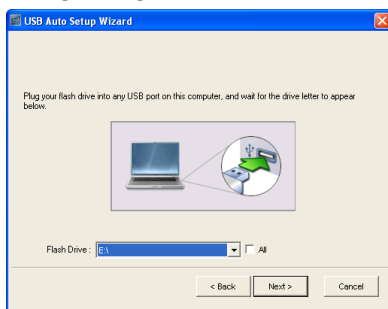 USB Auto Setup Wizard
Plug your flash drive into any USB port on this computer, and wait for the drive letter to appear
below.
Flash Drive : E:\ All
< Back Next > Cancel